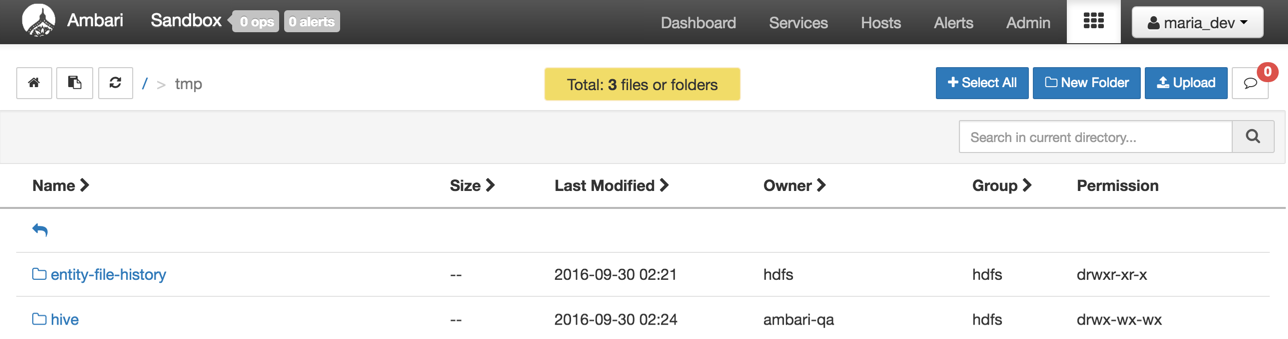 Ambari Sandbox 0 ops 0 alerts Dashboard Services Hosts Alerts Admin maria_dev
/ > tmp Total: 3 files or folders + Select All New Folder Upload 0
Search in current directory...
Name Size Last Modified Owner Group Permission
entity-file-history -- 2016-09-30 02:21 hdfs hdfs drwxr-xr-x
hive -- 2016-09-30 02:24 ambari-qa hdfs drwx-wx-wx